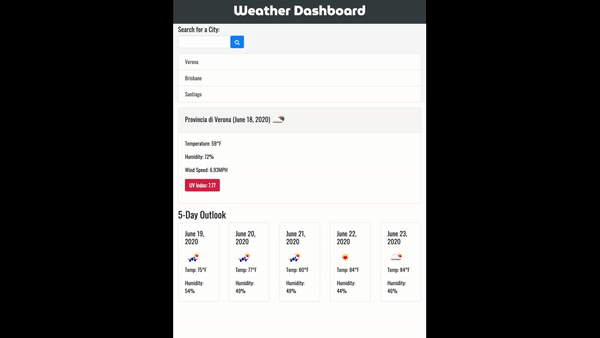 Weather Dashboard
Search for a City:
Verona
Brisbane
Santiago
Provincia di Verona (June 18, 2020)
Temperature: 59°F
Humidity: 72%
Wind Speed: 6.93MPH
UV Index: 7.77
5-Day Outlook
June 19, 2020
Temp: 75°F
Humidity: 54%
June 20, 2020
Temp: 77°F
Humidity: 49%
June 21, 2020
Temp: 80°F
Humidity: 49%
June 22, 2020
Temp: 84°F
Humidity: 44%
June 23, 2020
Temp: 84°F
Humidity: 46%